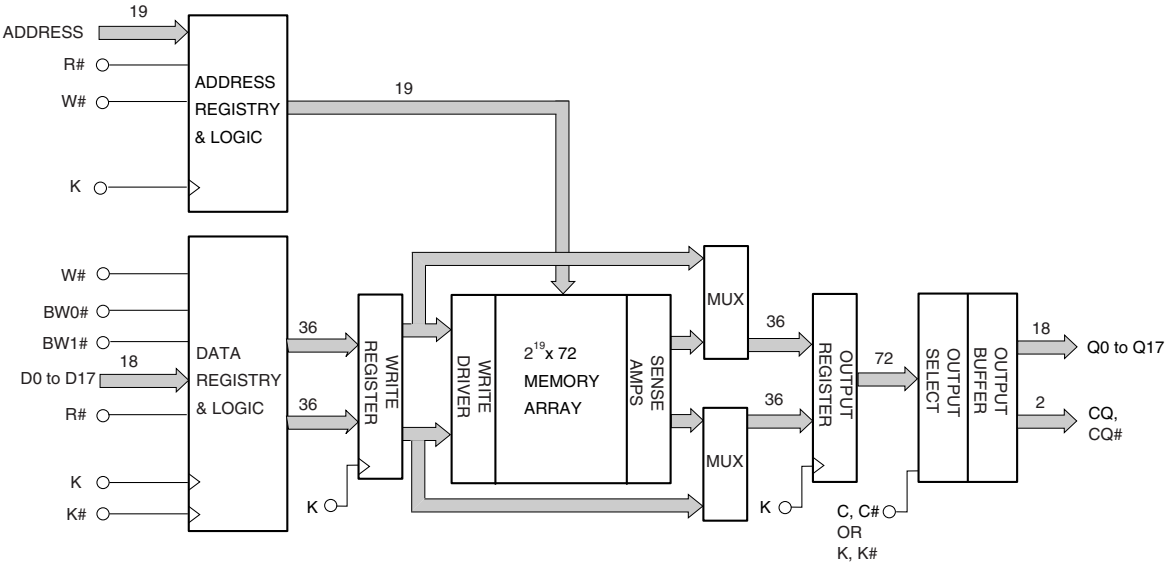 19
ADDRESS
R#
W#
K
ADDRESS
REGISTRY
& LOGIC
19
W#
BW0#
BW1#
18
D0 to D17
R#
K
K#
DATA
REGISTRY
& LOGIC
36
36
WRITE
REGISTER
K
WRITE
DRIVER
2¹⁹x 72
MEMORY
ARRAY
SENSE
AMPS
MUX
MUX
36
36
OUTPUT
REGISTER
K
72
OUTPUT
SELECT
OUTPUT
BUFFER
C, C#
OR
K, K#
18
Q0 to Q17
2
CQ,
CQ#